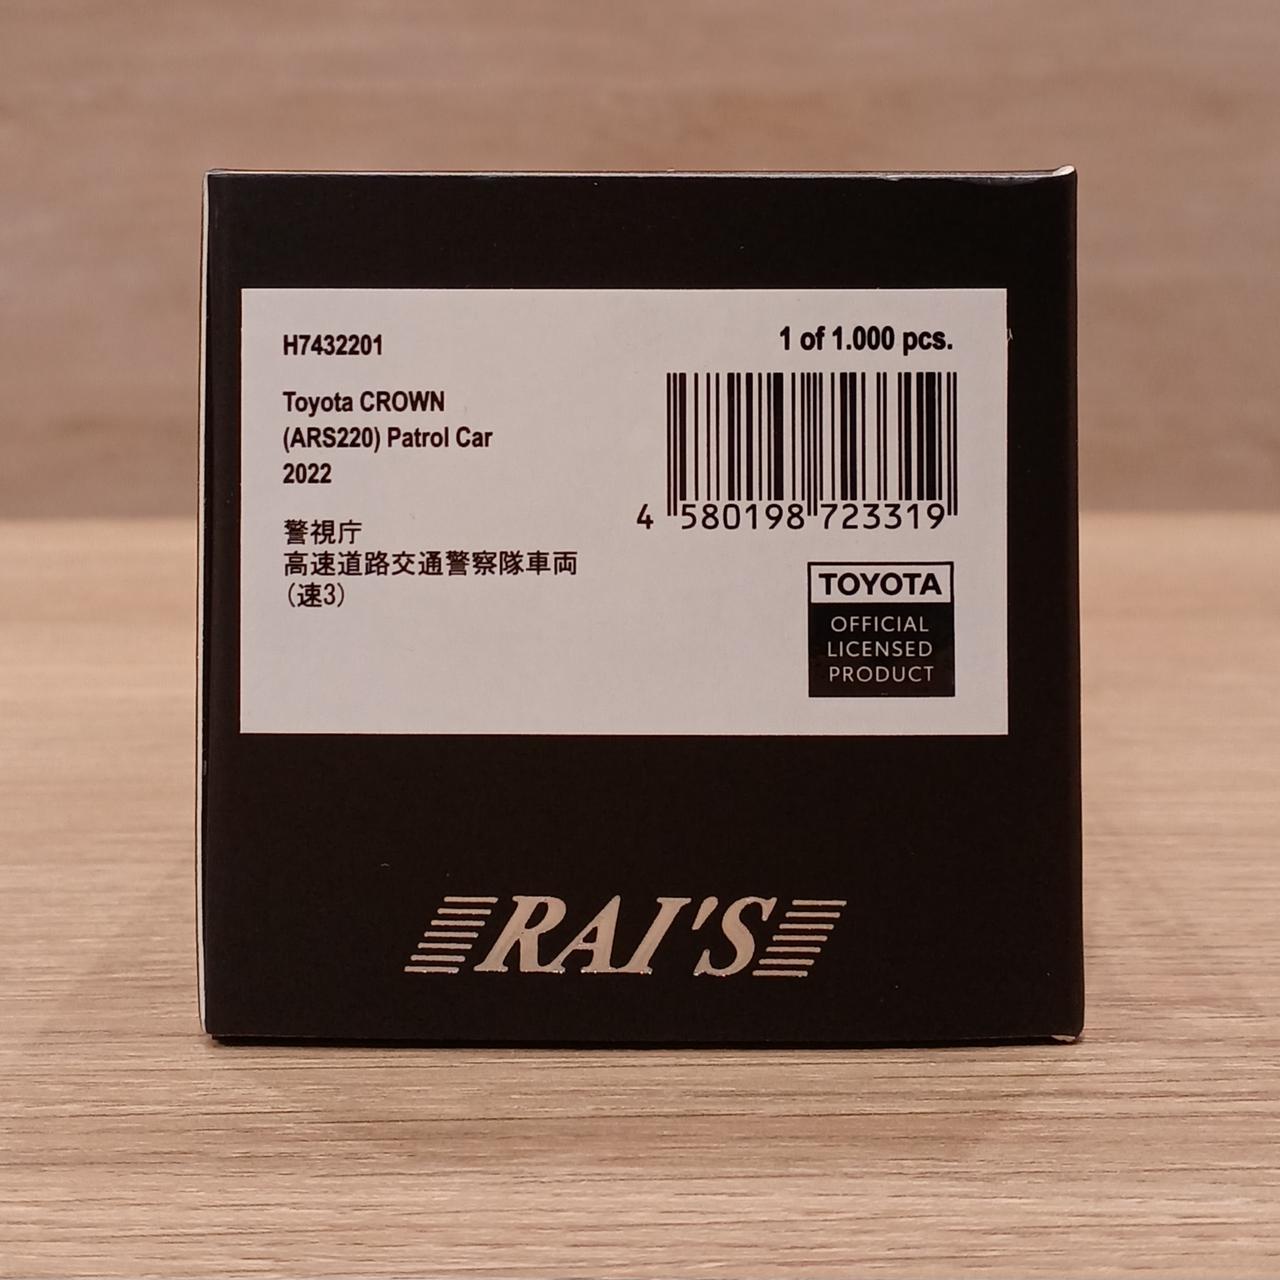 H7432201
1 of 1.000 pcs.
Toyota CROWN
(ARS220) Patrol Car
2022
4 580198 723319
警視庁
高速道路交通警察隊車両
(速3)
TOYOTA
OFFICIAL
LICENSED
PRODUCT
RAI'S